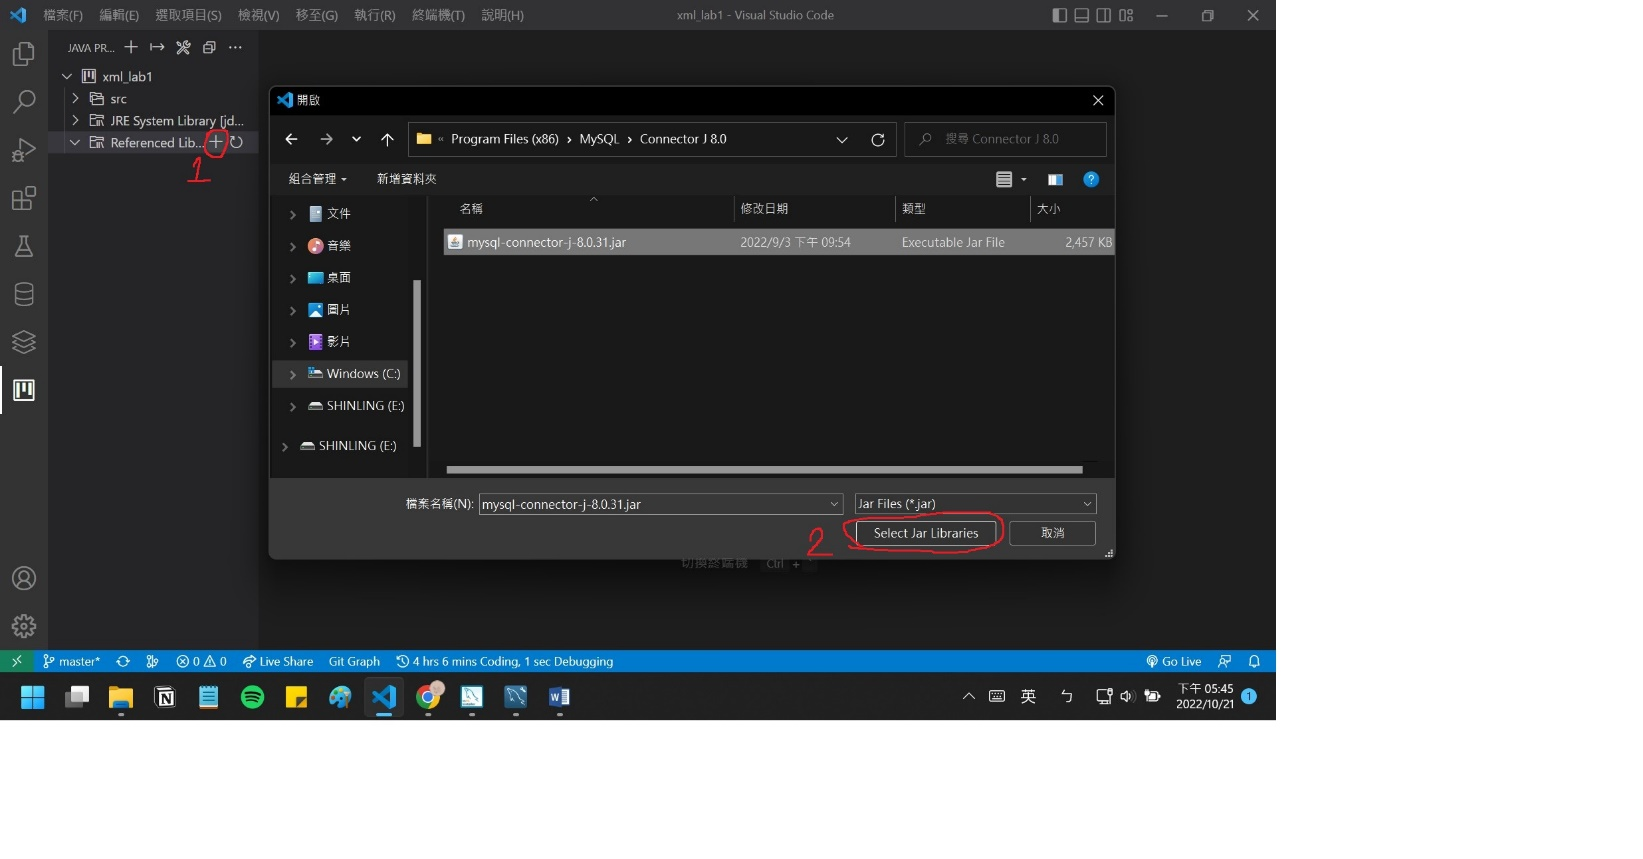 檔案(F) 編輯(E) 選取項目(S) 檢視(V) 移至(G) 執行(R) 終端機(T) 說明(H)
xml_lab1 - Visual Studio Code
JAVA PR...
xml_lab1
src
JRE System Library [jd...
Referenced Lib...
1
開啟
« Program Files (x86) › MySQL › Connector J 8.0
搜尋 Connector J 8.0
組合管理 新增資料夾
名稱 修改日期 類型 大小
mysql-connector-j-8.0.31.jar 2022/9/3 下午 09:54 Executable Jar File 2,457 KB
文件
音樂
桌面
圖片
影片
Windows (C:)
SHINLING (E:)
SHINLING (E:)
檔案名稱(N): mysql-connector-j-8.0.31.jar
Jar Files (*.jar)
2
Select Jar Libraries
取消
切換終端機 Ctrl +
master* 0 0 Live Share Git Graph 4 hrs 6 mins Coding, 1 sec Debugging
Go Live
英 ㄅ
下午 05:45
2022/10/21
1